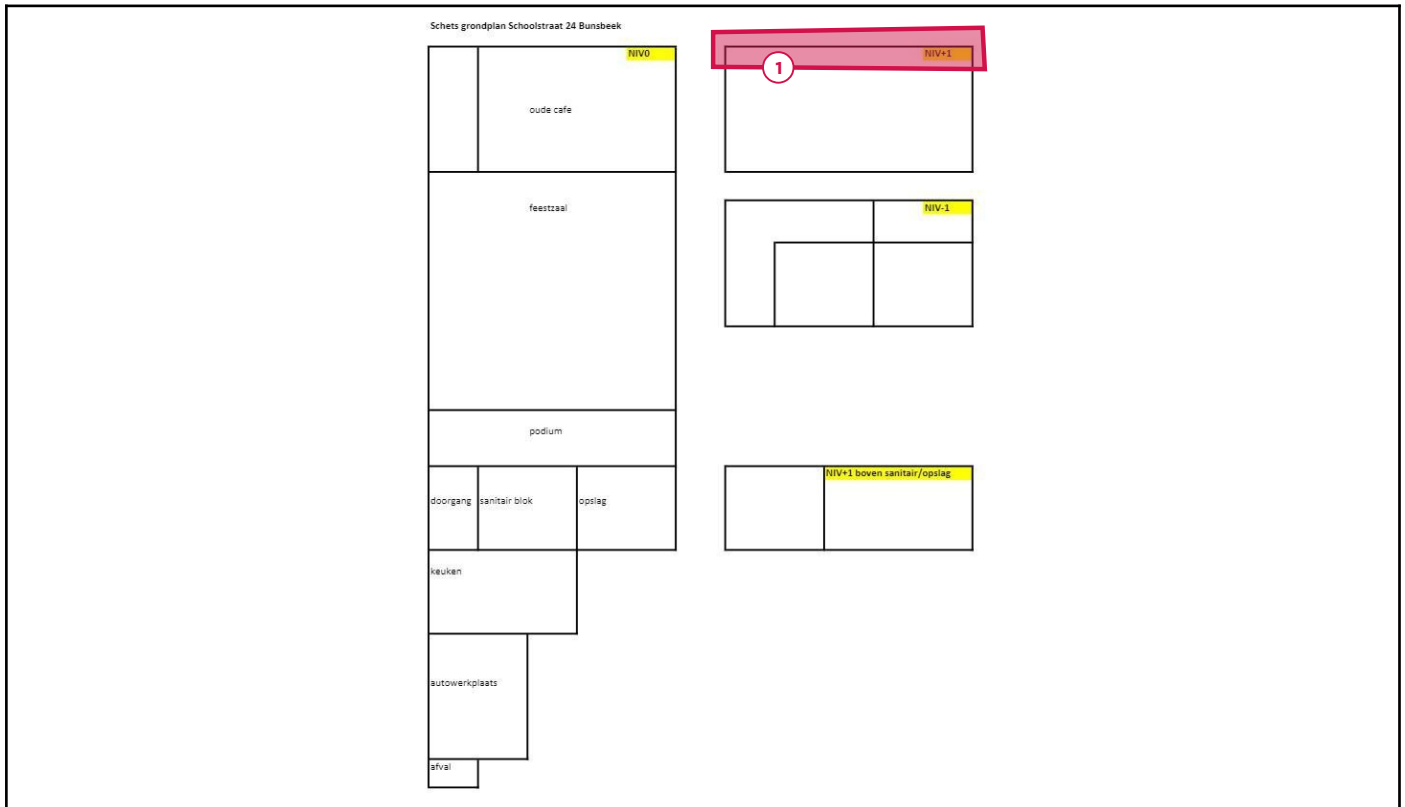 Schets grondplan Schoolstraat 24 Bunsbeek
NIV0
NIV+1
1
oude cafe
feestzaal
NIV-1
podium
NIV+1 boven sanitair/opslag
doorgang
sanitair blok
opslag
keuken
autowerkplaats
afval